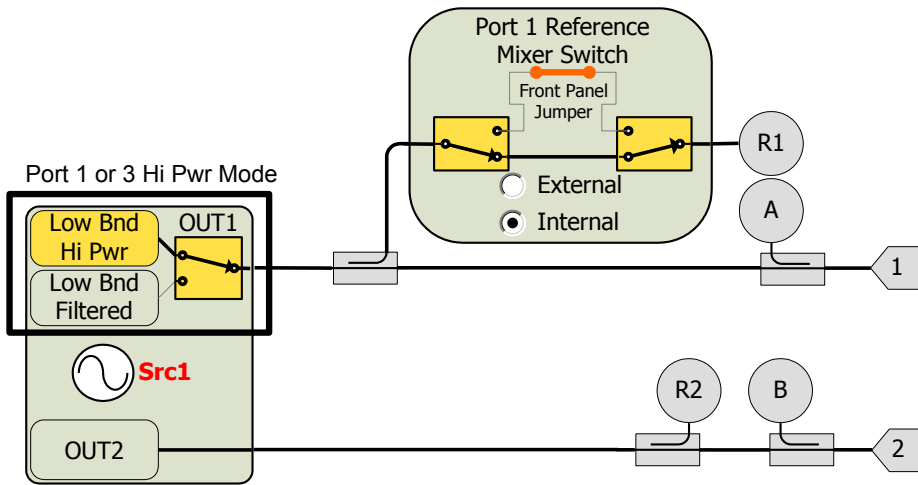 Port 1 Reference
Mixer Switch
Front Panel
Jumper
R1
External
Internal
A
Port 1 or 3 Hi Pwr Mode
Low Bnd
Hi Pwr
OUT1
Low Bnd
Filtered
1
Src1
R2
B
OUT2
2